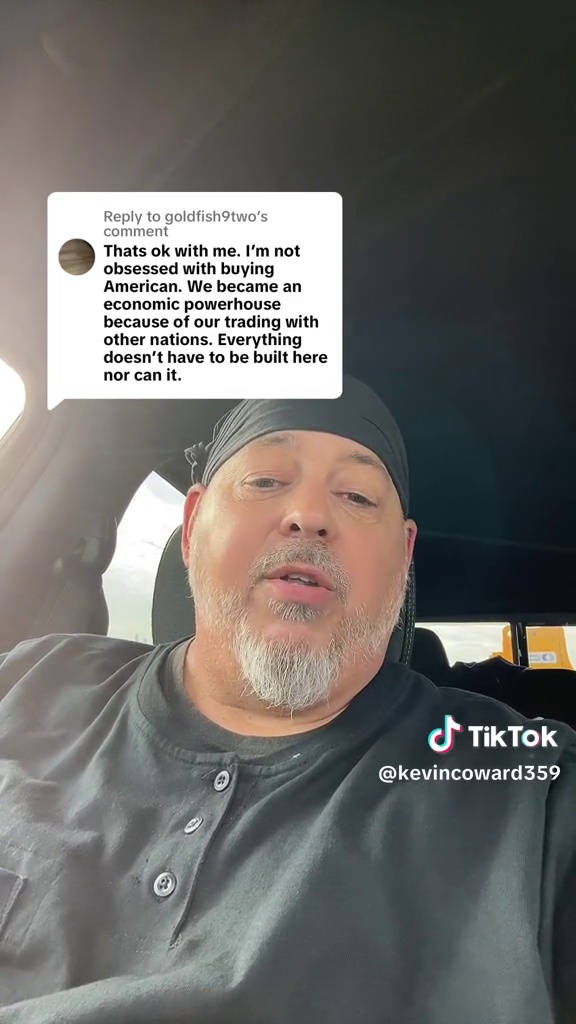 Reply to goldfish9two's
comment
Thats ok with me. I'm not
obsessed with buying
American. We became an
economic powerhouse
because of our trading with
other nations. Everything
doesn't have to be built here
nor can it.
TikTok
@kevincoward359